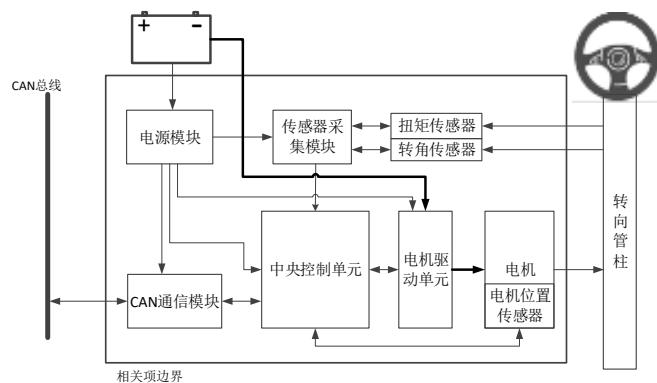 + -
CAN总线
电源模块
传感器采
集模块
扭矩传感器
转角传感器
转向管柱
中央控制单元
电机驱
动单元
电机
电机位置
传感器
CAN通信模块
相关项边界